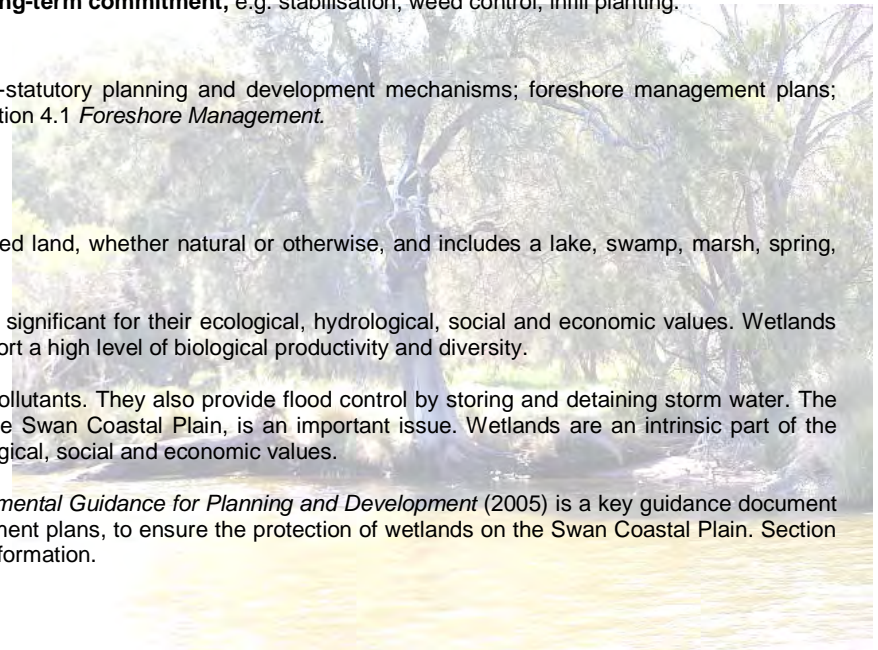 ng-term commitment, e.g. stabilisation, weed control, infill planting.
-statutory planning and development mechanisms; foreshore management plans;
tion 4.1 Foreshore Management.
ed land, whether natural or otherwise, and includes a lake, swamp, marsh, spring,
significant for their ecological, hydrological, social and economic values. Wetlands
ort a high level of biological productivity and diversity.
ollutants. They also provide flood control by storing and detaining storm water. The
e Swan Coastal Plain, is an important issue. Wetlands are an intrinsic part of the
gical, social and economic values.
mental Guidance for Planning and Development (2005) is a key guidance document
ment plans, to ensure the protection of wetlands on the Swan Coastal Plain. Section
formation.